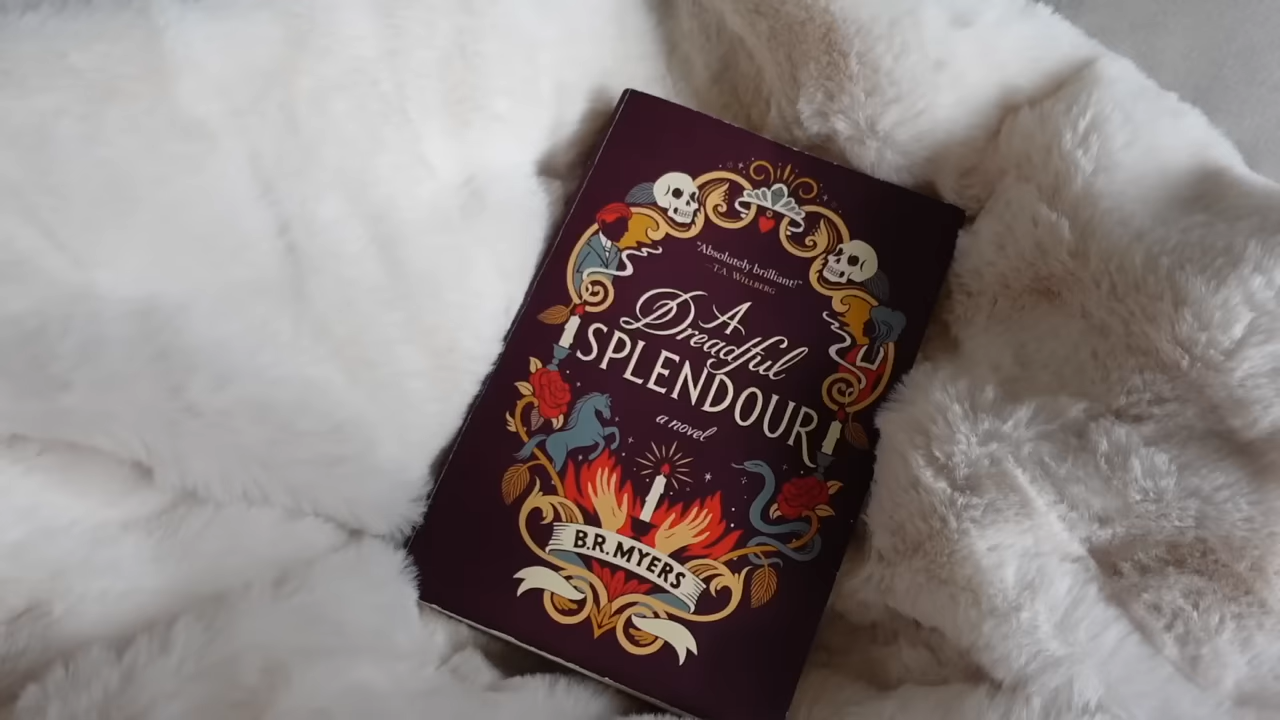 "Absolutely brilliant!"
—T.A. WILLBERG
A
Dreadful
SPLENDOUR
a novel
B.R. MYERS